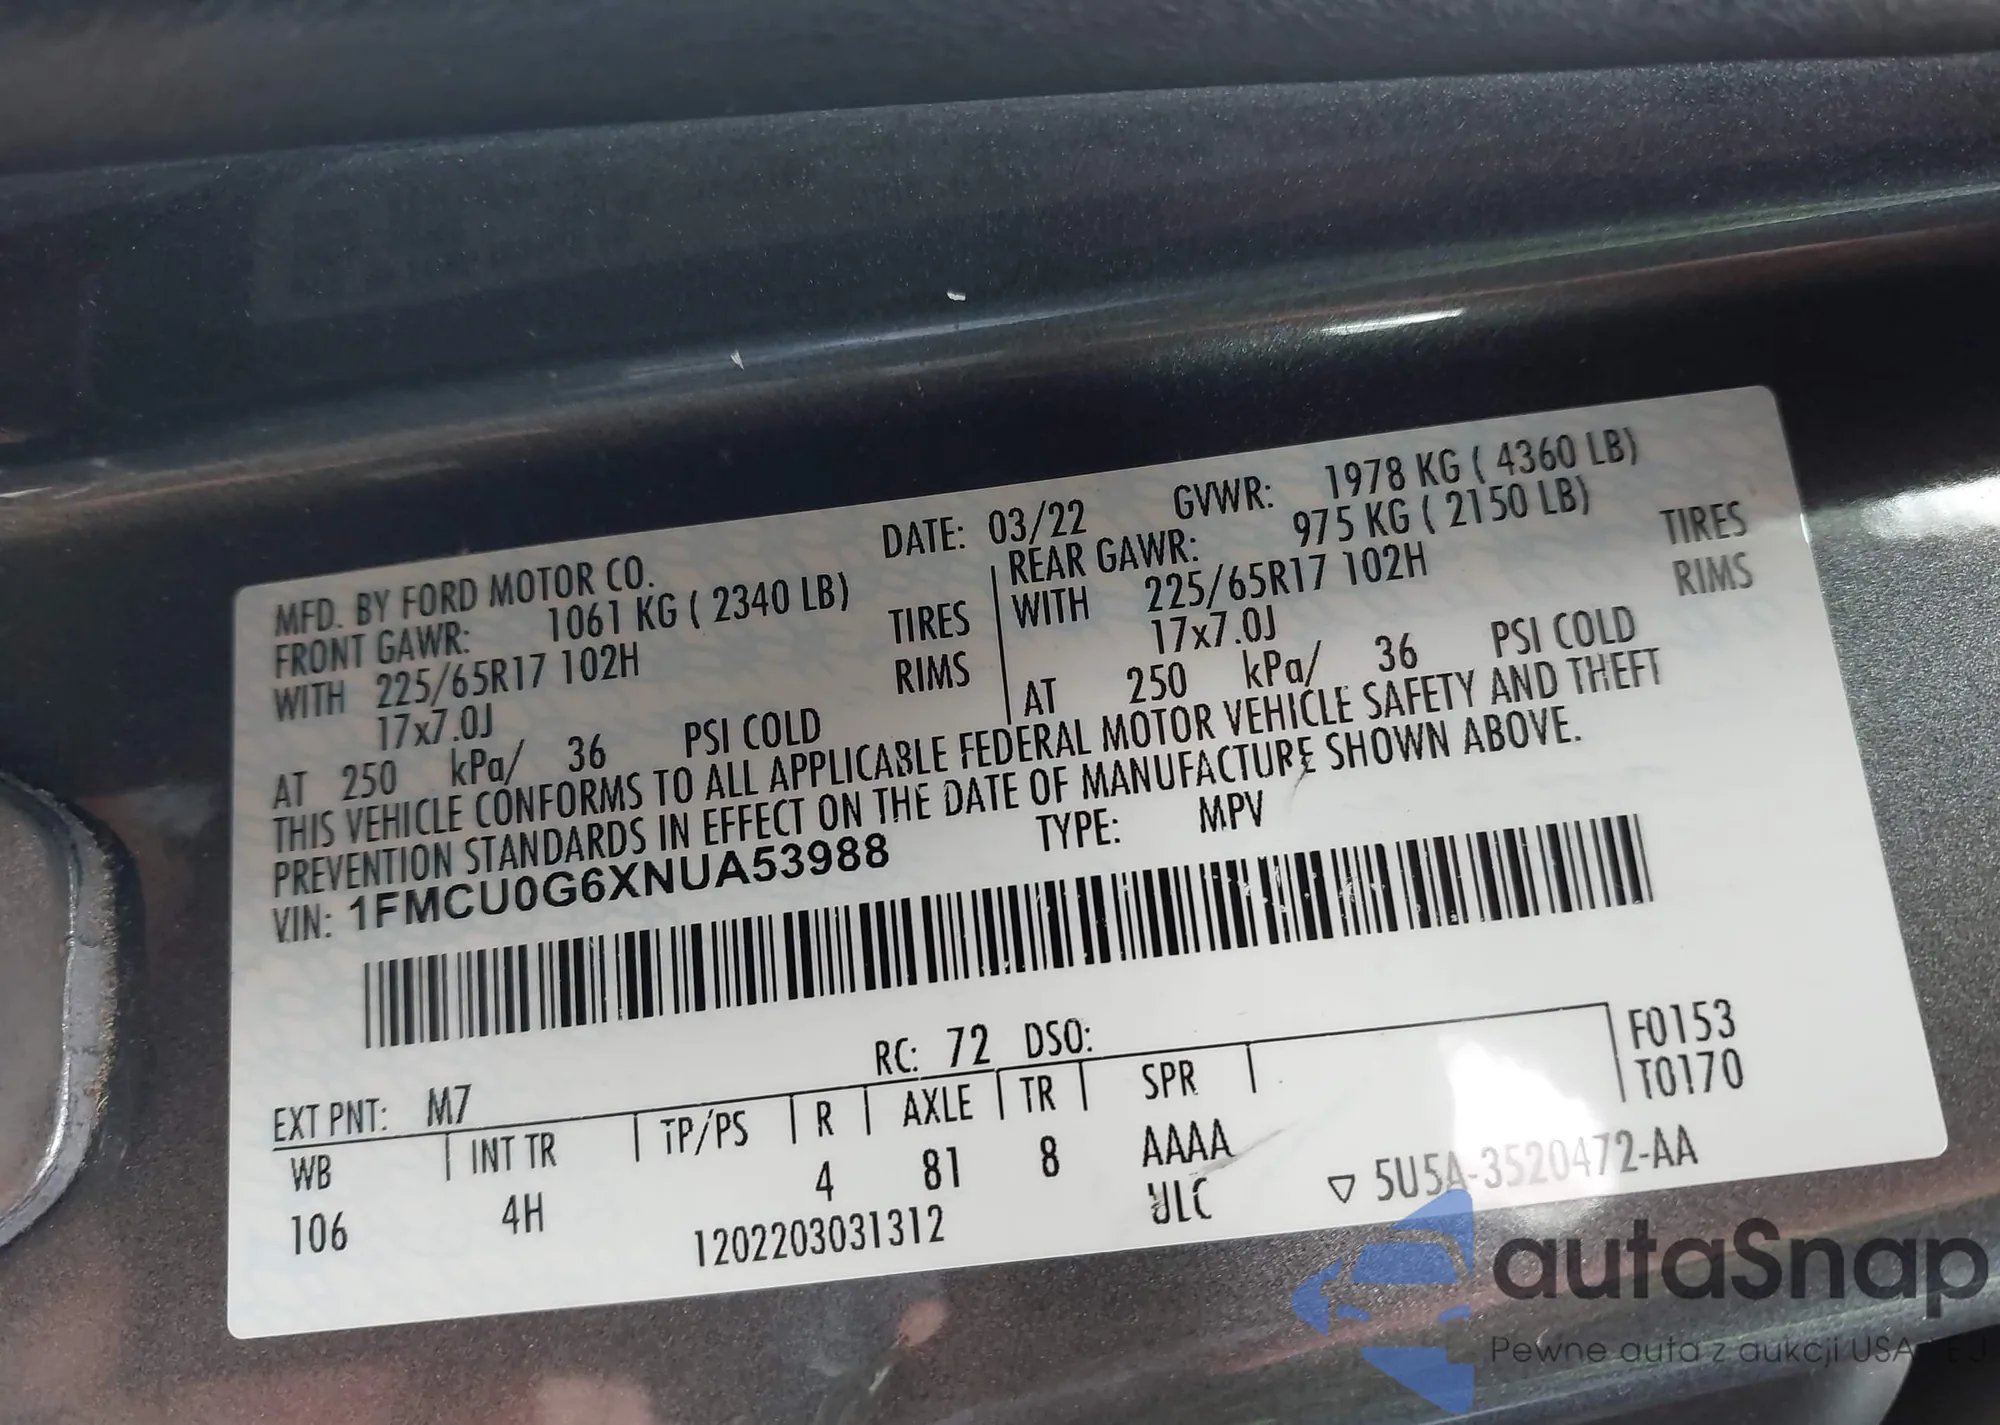 MFD. BY FORD MOTOR CO. DATE: 03/22 GVWR: 1978 KG ( 4360 LB)
FRONT GAWR: 1061 KG ( 2340 LB) REAR GAWR: 975 KG ( 2150 LB)
WITH 225/65R17 102H TIRES WITH 225/65R17 102H TIRES
17x7.0J RIMS 17x7.0J RIMS
AT 250 kPa/ 36 PSI COLD AT 250 kPa/ 36 PSI COLD
THIS VEHICLE CONFORMS TO ALL APPLICABLE FEDERAL MOTOR VEHICLE SAFETY AND THEFT
PREVENTION STANDARDS IN EFFECT ON THE DATE OF MANUFACTURE SHOWN ABOVE.
VIN: 1FMCU0G6XNUA53988 TYPE: MPV
EXT PNT: M7 RC: 72 DSO: F0153
WB INT TR TP/PS R AXLE TR SPR T0170
106 4H 4 81 8 AAAA
1202203031312 ULC ▽ 5U5A-3520472-AA
autaSnap
Pewne auta z aukcji USA